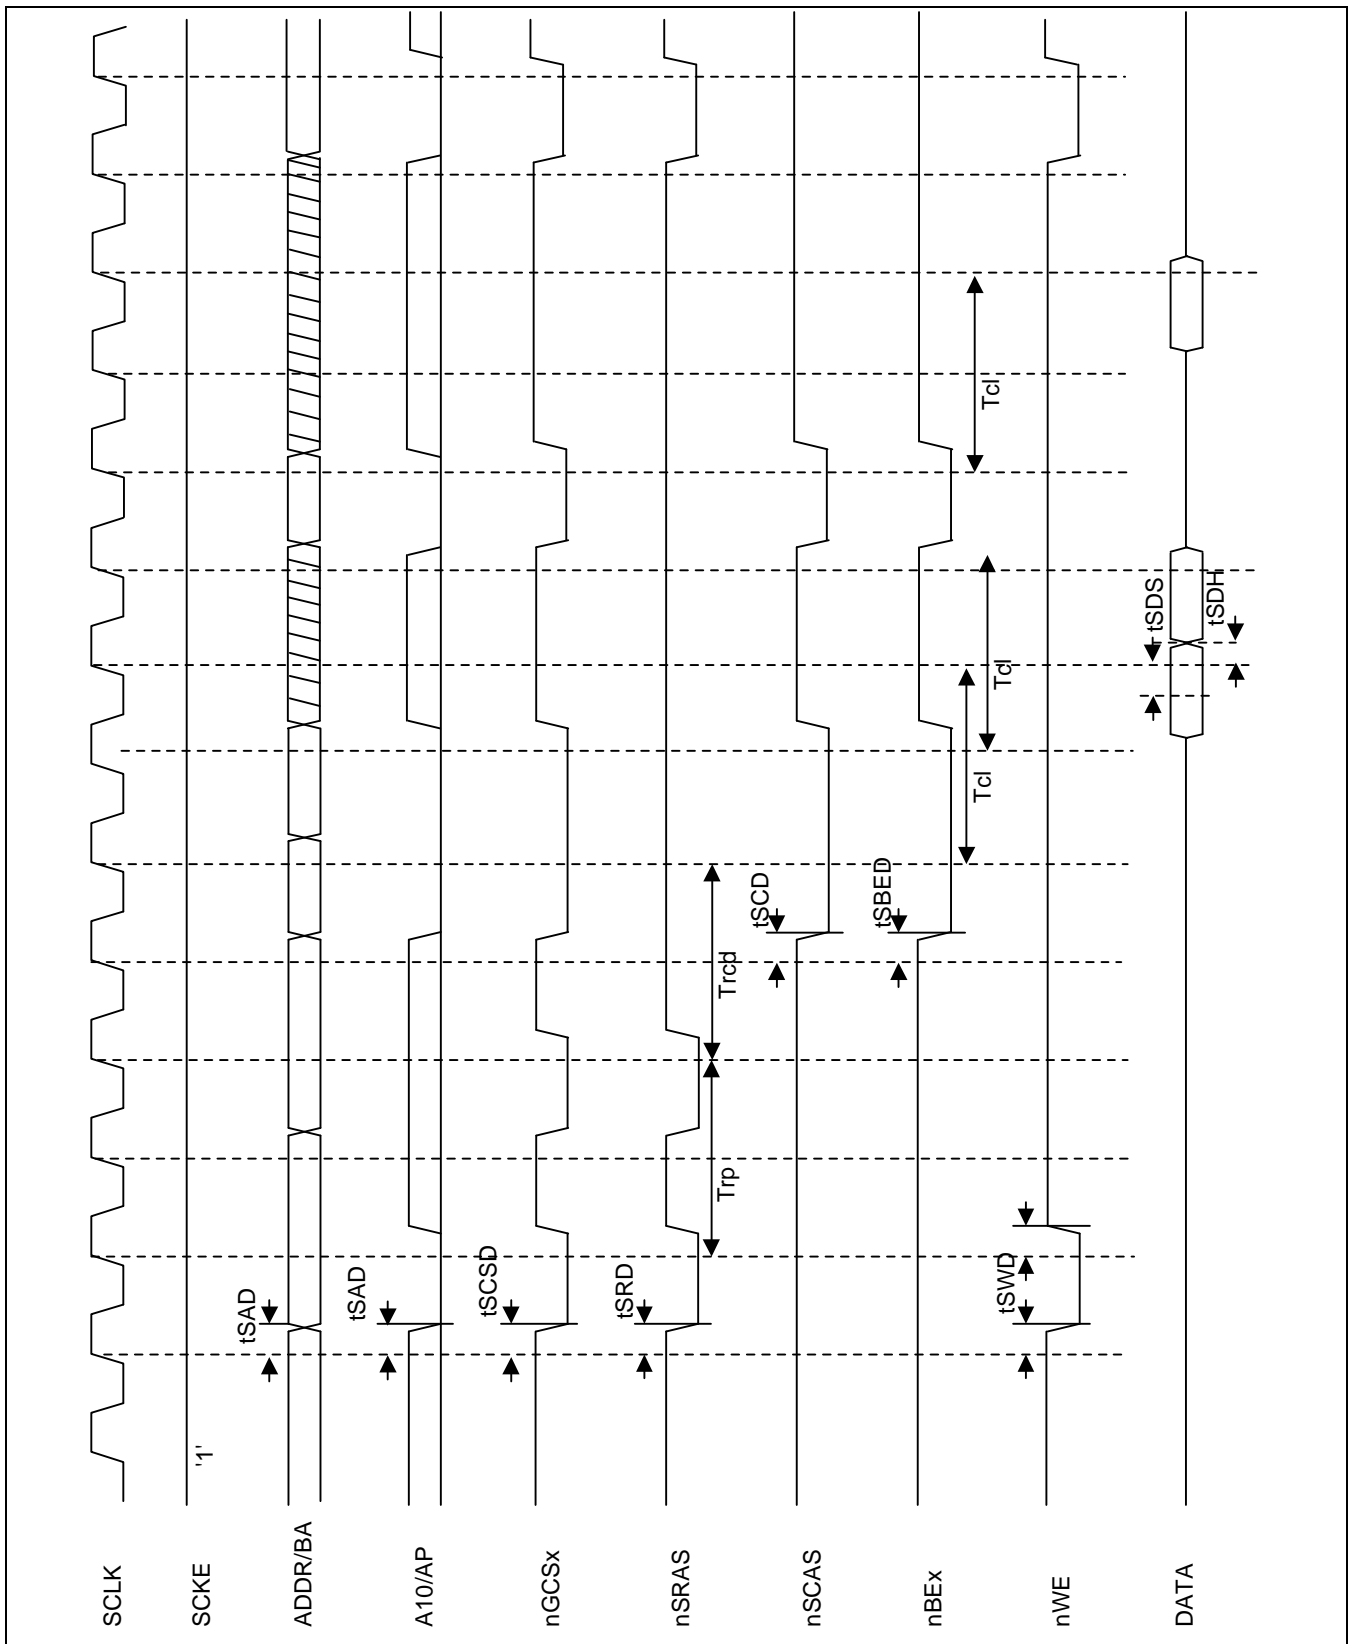 SCLK
SCKE
'1'
ADDR/BA
tSAD
A10/AP
tSAD
nGCSx
tSCSD
nSRAS
tSRD
Trp
Trcd
nSCAS
tSCD
nBEx
tSBED
Tcl
Tcl
Tcl
nWE
tSWD
DATA
tSDS
tSDH